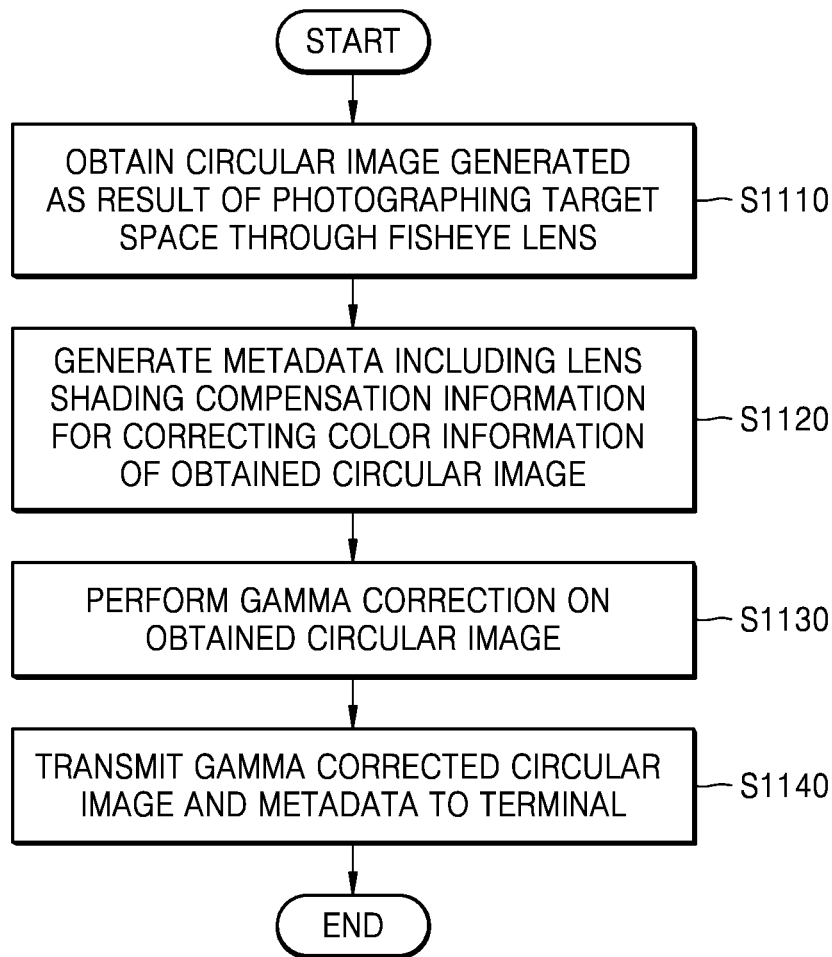 START
OBTAIN CIRCULAR IMAGE GENERATED
AS RESULT OF PHOTOGRAPHING TARGET
SPACE THROUGH FISHEYE LENS
S1110
GENERATE METADATA INCLUDING LENS
SHADING COMPENSATION INFORMATION
FOR CORRECTING COLOR INFORMATION
OF OBTAINED CIRCULAR IMAGE
S1120
PERFORM GAMMA CORRECTION ON
OBTAINED CIRCULAR IMAGE
S1130
TRANSMIT GAMMA CORRECTED CIRCULAR
IMAGE AND METADATA TO TERMINAL
S1140
END